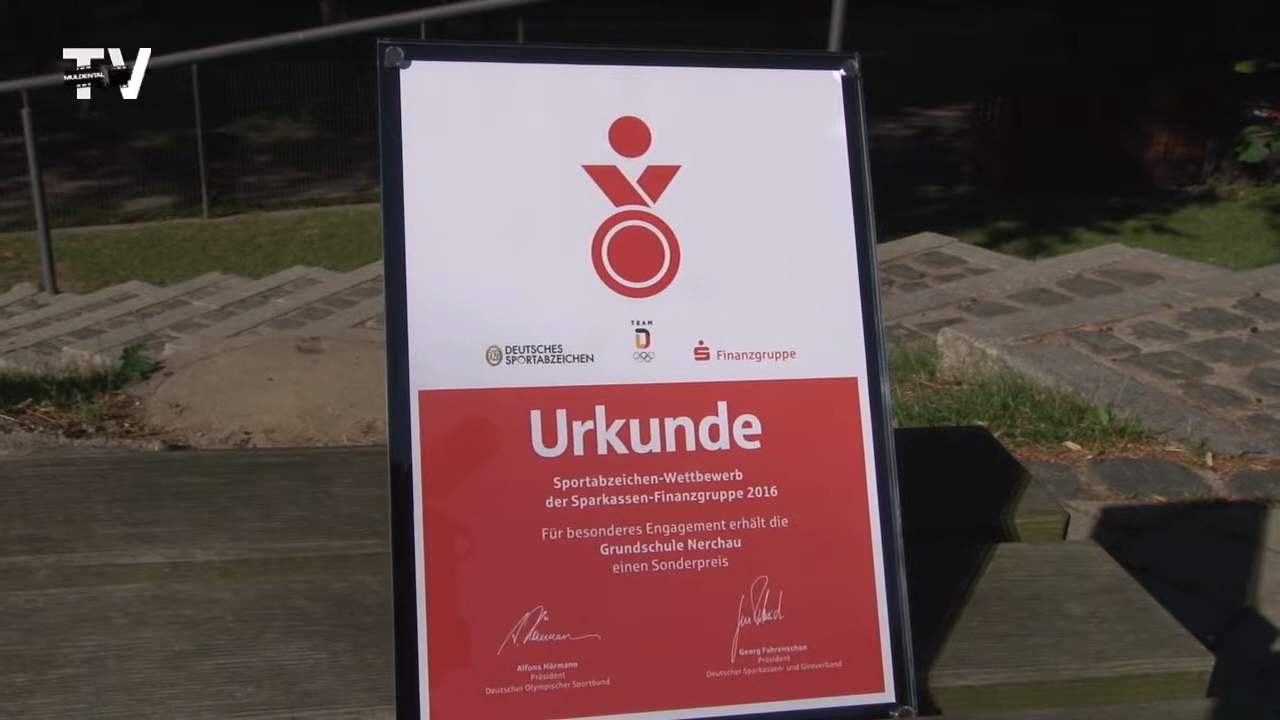 TV
MULDENTAL
DEUTSCHES
SPORTABZEICHEN
TEAM
D
Finanzgruppe
Urkunde
Sportabzeichen-Wettbewerb
der Sparkassen-Finanzgruppe 2016
Für besonderes Engagement erhält die
Grundschule Nerchau
einen Sonderpreis
Alfons Hörmann
Präsident
Deutscher Olympischer Sportbund
Georg Fahrenschon
Präsident
Deutscher Sparkassen- und Giroverband